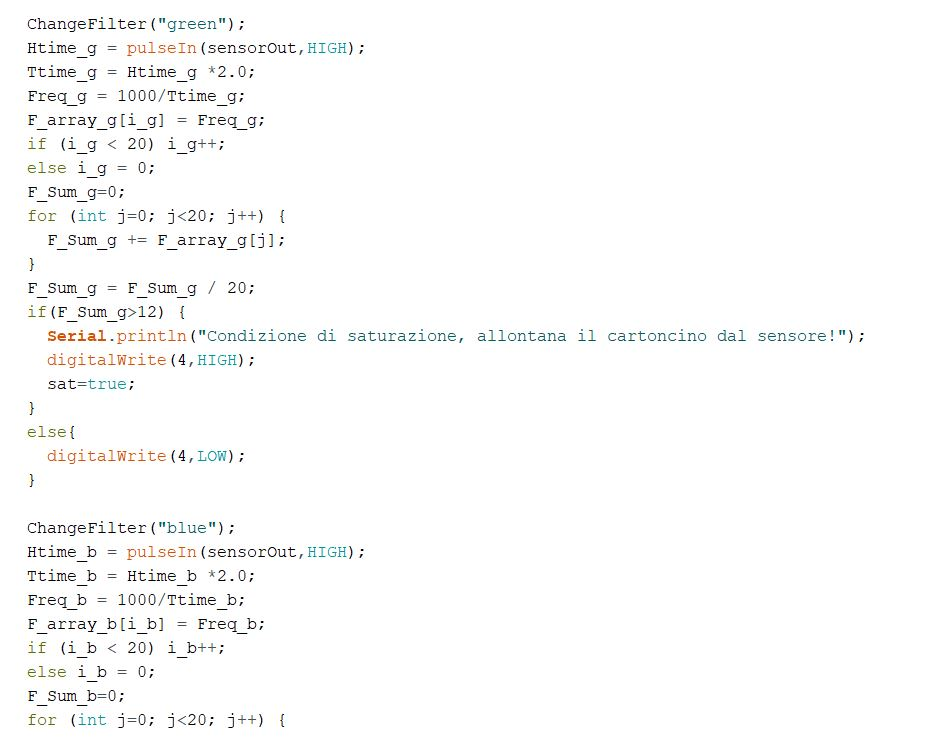 ChangeFilter("green");
Htime_g = pulseIn(sensorOut,HIGH);
Ttime_g = Htime_g *2.0;
Freq_g = 1000/Ttime_g;
F_array_g[i_g] = Freq_g;
if (i_g < 20) i_g++;
else i_g = 0;
F_Sum_g=0;
for (int j=0; j<20; j++) {
  F_Sum_g += F_array_g[j];
}
F_Sum_g = F_Sum_g / 20;
if(F_Sum_g>12) {
  Serial.println("Condizione di saturazione, allontana il cartoncino dal sensore!");
  digitalWrite(4,HIGH);
  sat=true;
}
else{
  digitalWrite(4,LOW);
}

ChangeFilter("blue");
Htime_b = pulseIn(sensorOut,HIGH);
Ttime_b = Htime_b *2.0;
Freq_b = 1000/Ttime_b;
F_array_b[i_b] = Freq_b;
if (i_b < 20) i_b++;
else i_b = 0;
F_Sum_b=0;
for (int j=0; j<20; j++) {